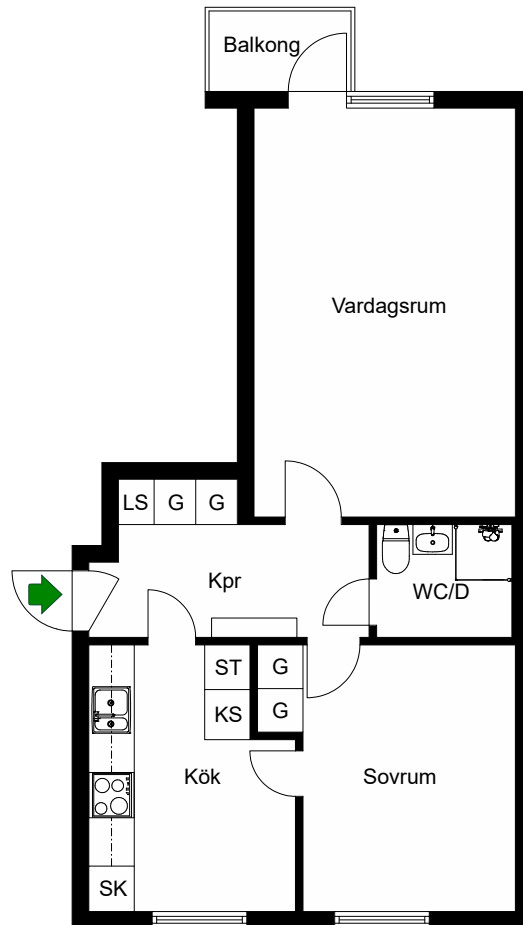 Balkong
Vardagsrum
LS G G
Kpr
WC/D
ST G
KS G
Kök
Sovrum
SK